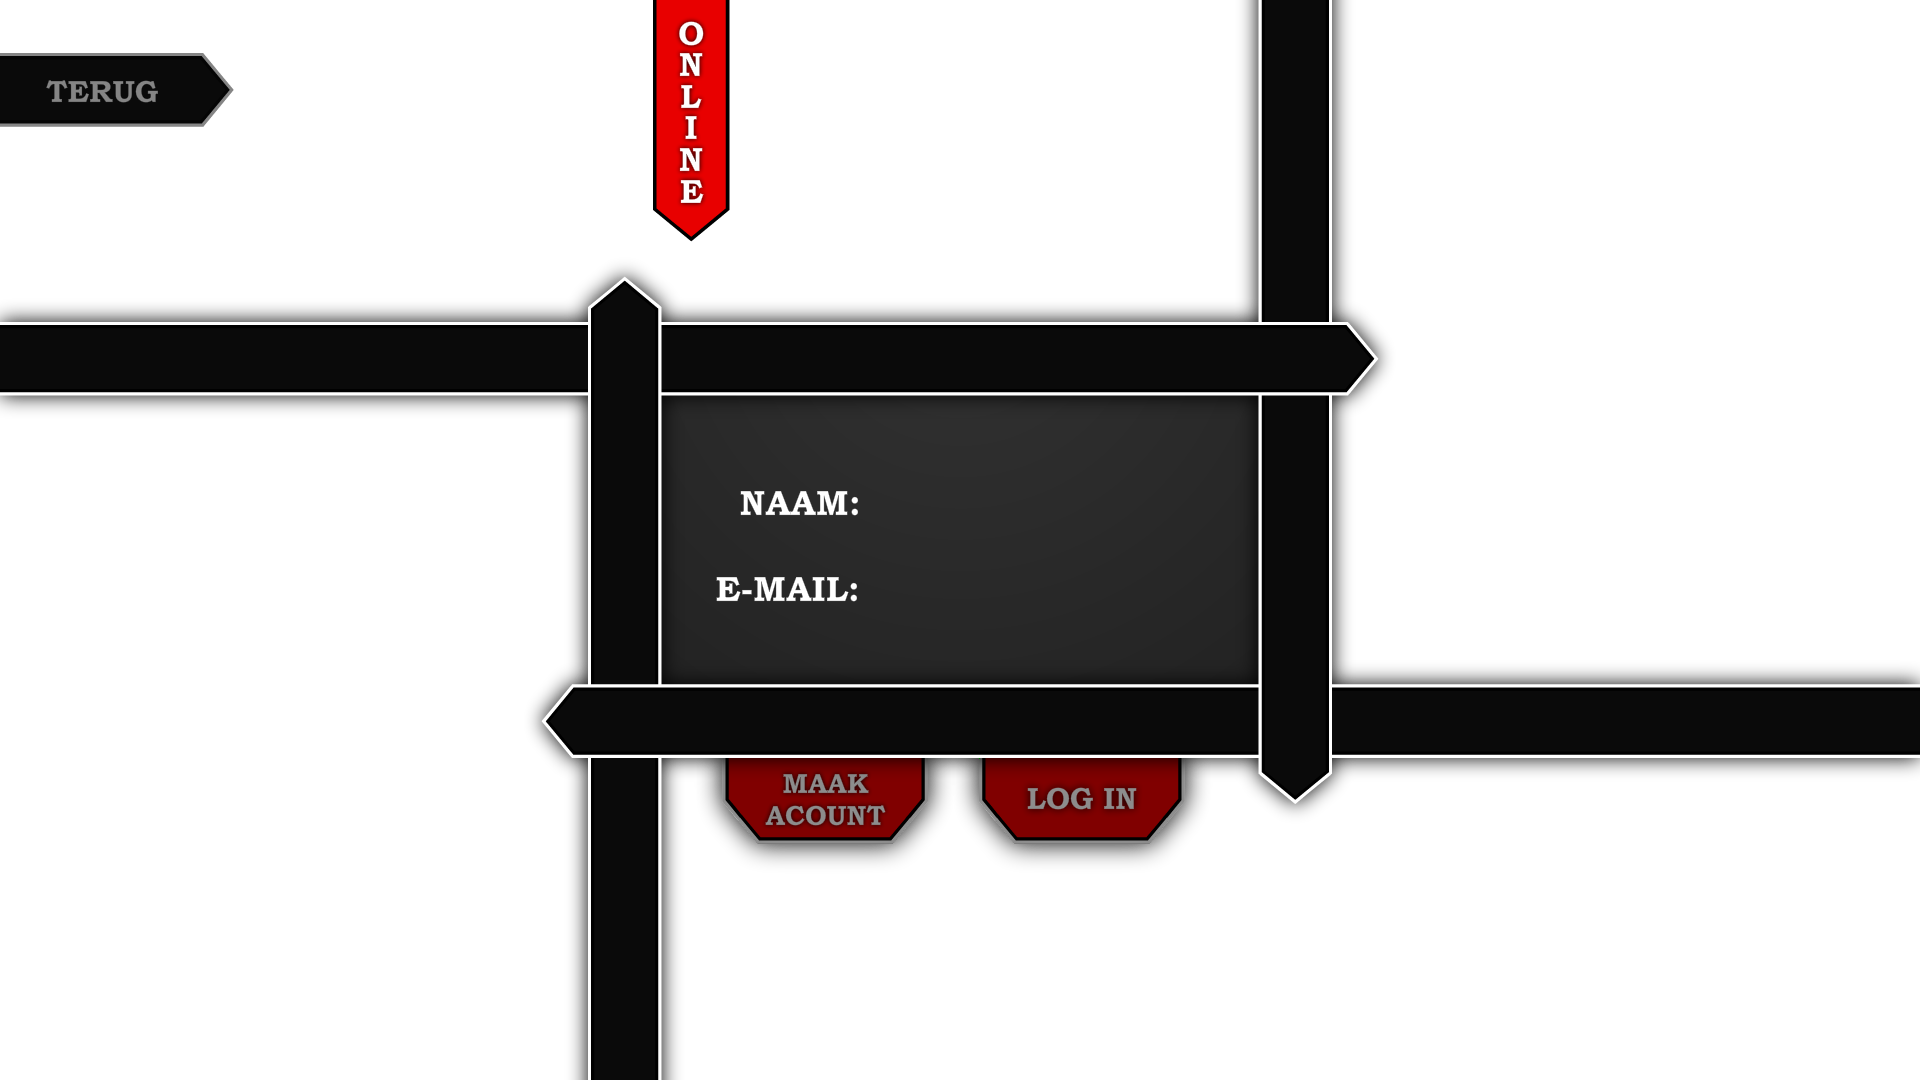 TERUG
ONLINE
NAAM:
E-MAIL:
MAAK
ACOUNT
LOG IN